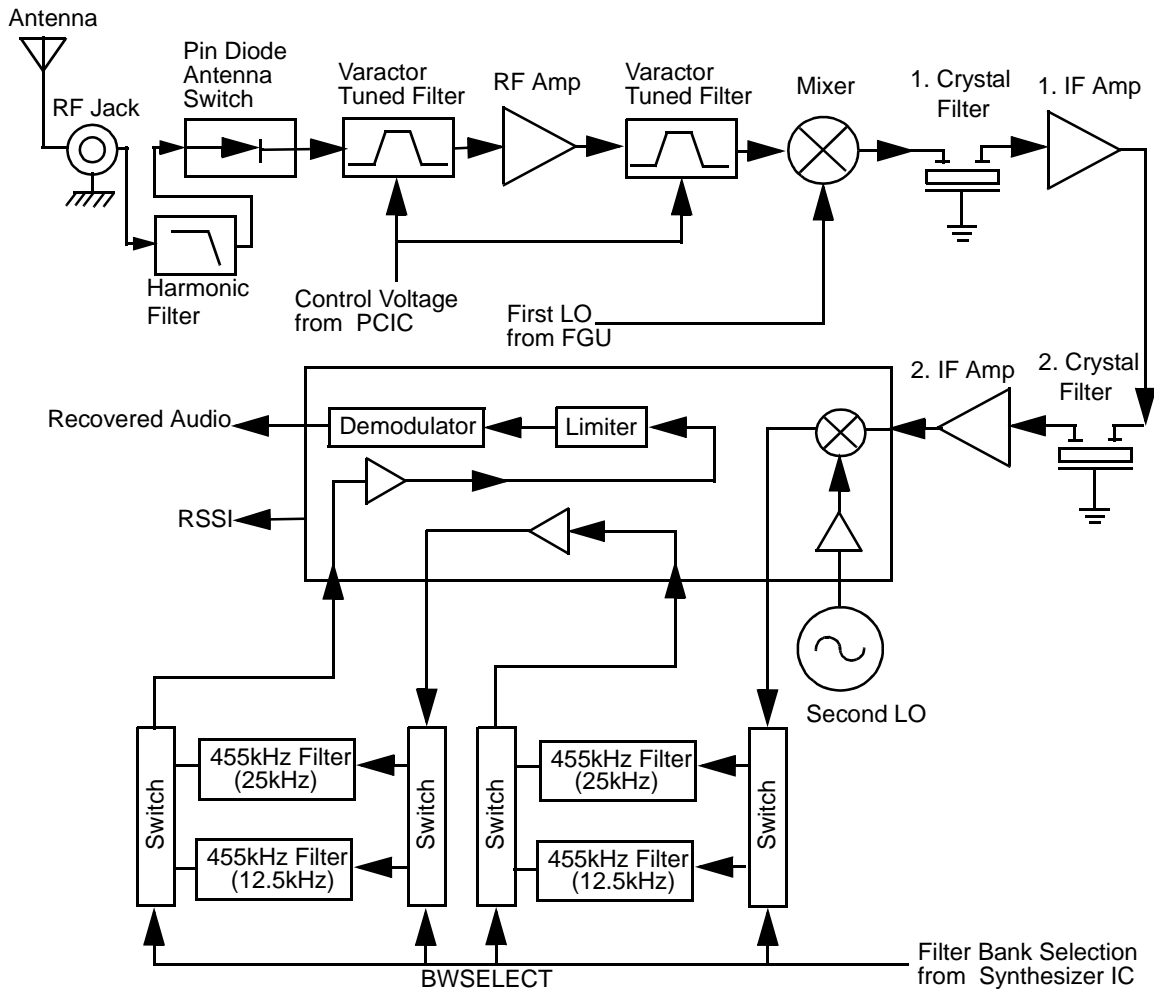 Antenna
Pin Diode
Antenna
Switch
RF Jack
Varactor
Tuned Filter
RF Amp
Varactor
Tuned Filter
Mixer
1. Crystal
Filter
1. IF Amp
Harmonic
Filter
Control Voltage
from PCIC
First LO
from FGU
2. IF Amp
2. Crystal
Filter
Recovered Audio
Demodulator
Limiter
RSSI
Second LO
Switch
455kHz Filter
(25kHz)
455kHz Filter
(12.5kHz)
Switch
Switch
455kHz Filter
(25kHz)
455kHz Filter
(12.5kHz)
Switch
BWSELECT
Filter Bank Selection
from Synthesizer IC